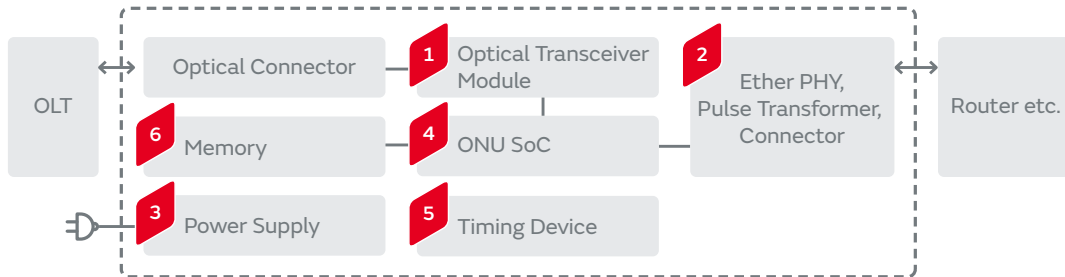 OLT
Optical Connector
1
Optical Transceiver
Module
2
Ether PHY,
Pulse Transformer,
Connector
Router etc.
6
Memory
4
ONU SoC
3
Power Supply
5
Timing Device